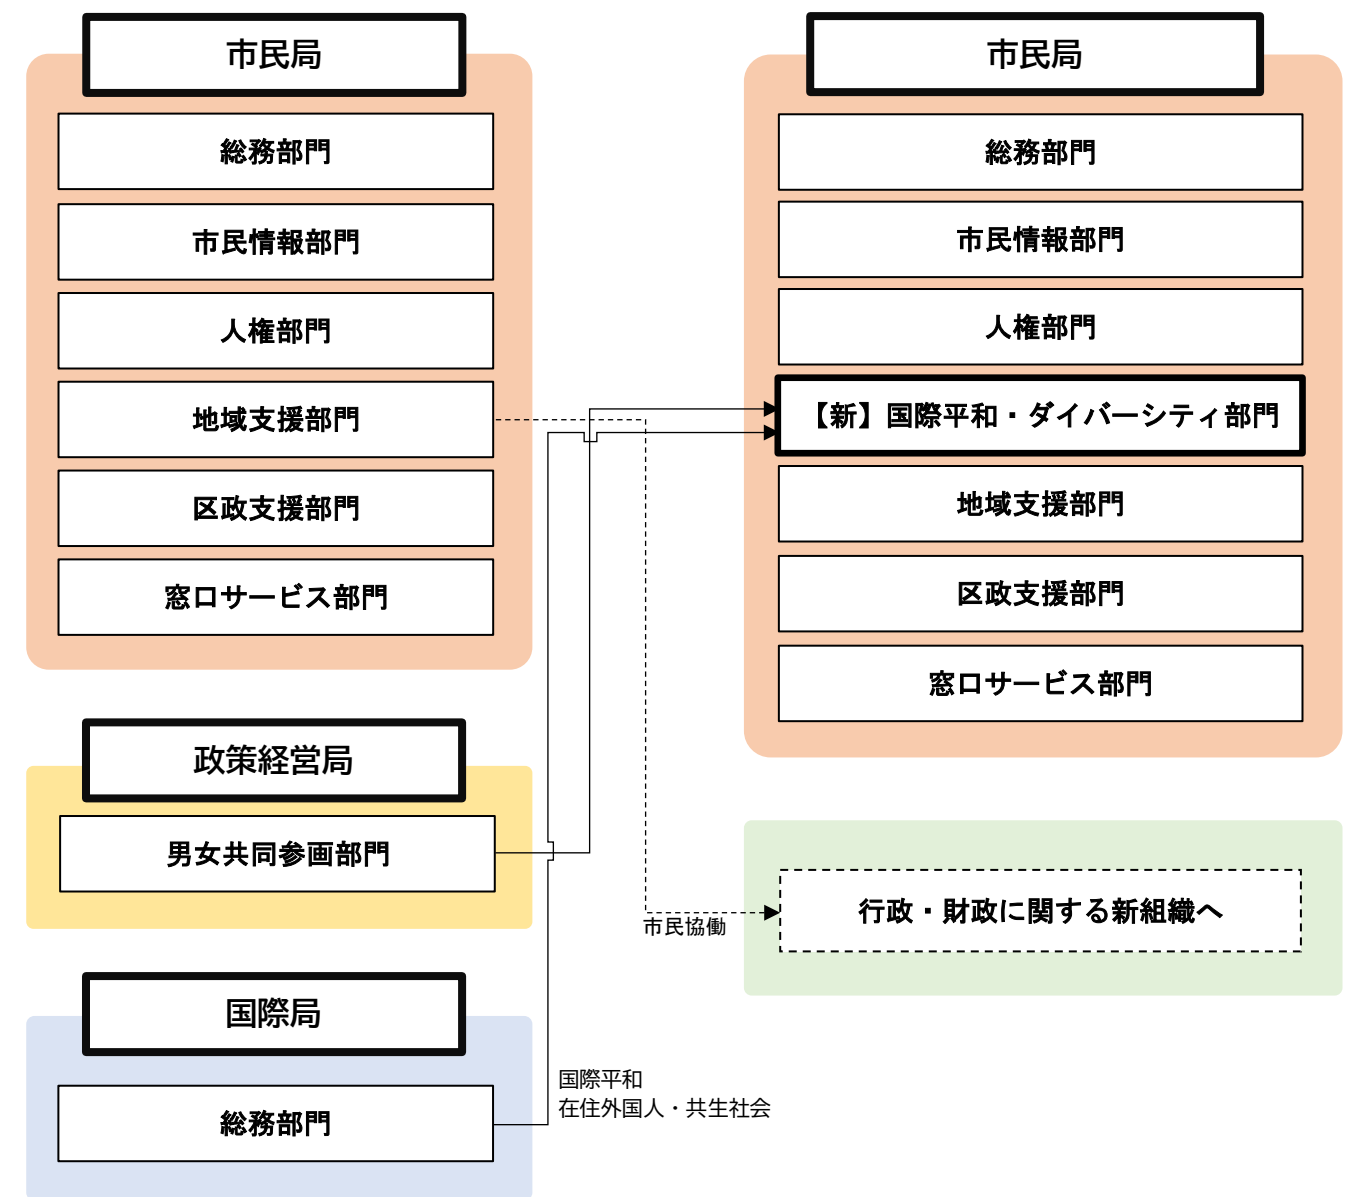 市民局
総務部門
市民情報部門
人権部門
地域支援部門
区政支援部門
窓口サービス部門
政策経営局
男女共同参画部門
国際局
総務部門
国際平和
在住外国人・共生社会
市民協働
市民局
総務部門
市民情報部門
人権部門
【新】国際平和・ダイバーシティ部門
地域支援部門
区政支援部門
窓口サービス部門
行政・財政に関する新組織へ